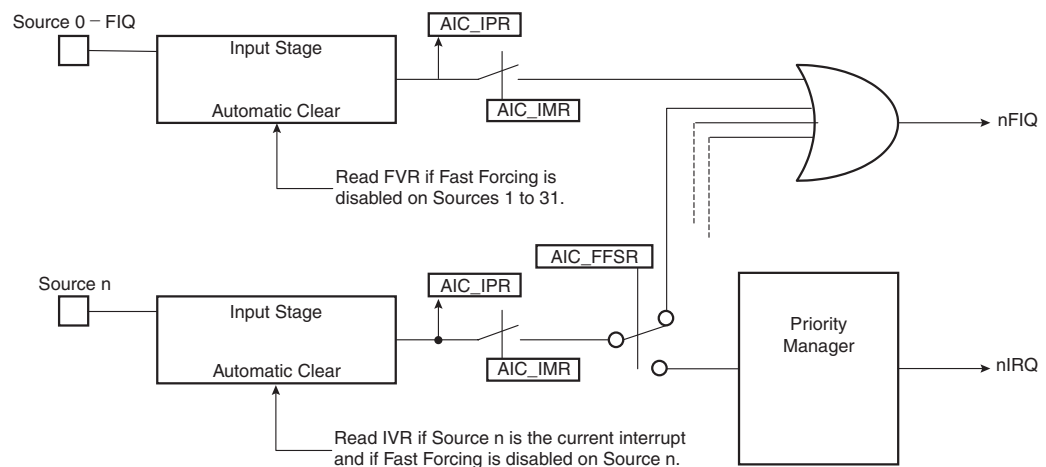 Source 0 – FIQ
AIC_IPR
Input Stage
Automatic Clear
AIC_IMR
nFIQ
Read FVR if Fast Forcing is
disabled on Sources 1 to 31.
AIC_FFSR
Source n
AIC_IPR
Input Stage
Priority
Manager
Automatic Clear
AIC_IMR
nIRQ
Read IVR if Source n is the current interrupt
and if Fast Forcing is disabled on Source n.